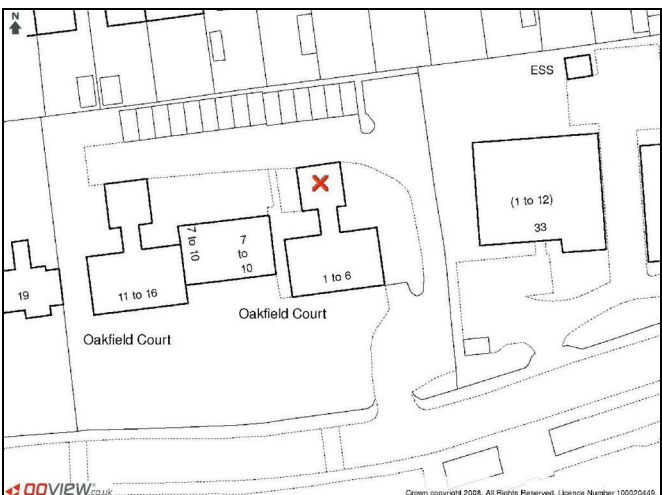 N
ESS
(1 to 12)
33
7 to 10
7
to
10
1 to 6
11 to 16
19
Oakfield Court
Oakfield Court
goview.co.uk
Crown copyright 2008. All Rights Reserved. Licence Number 100020449